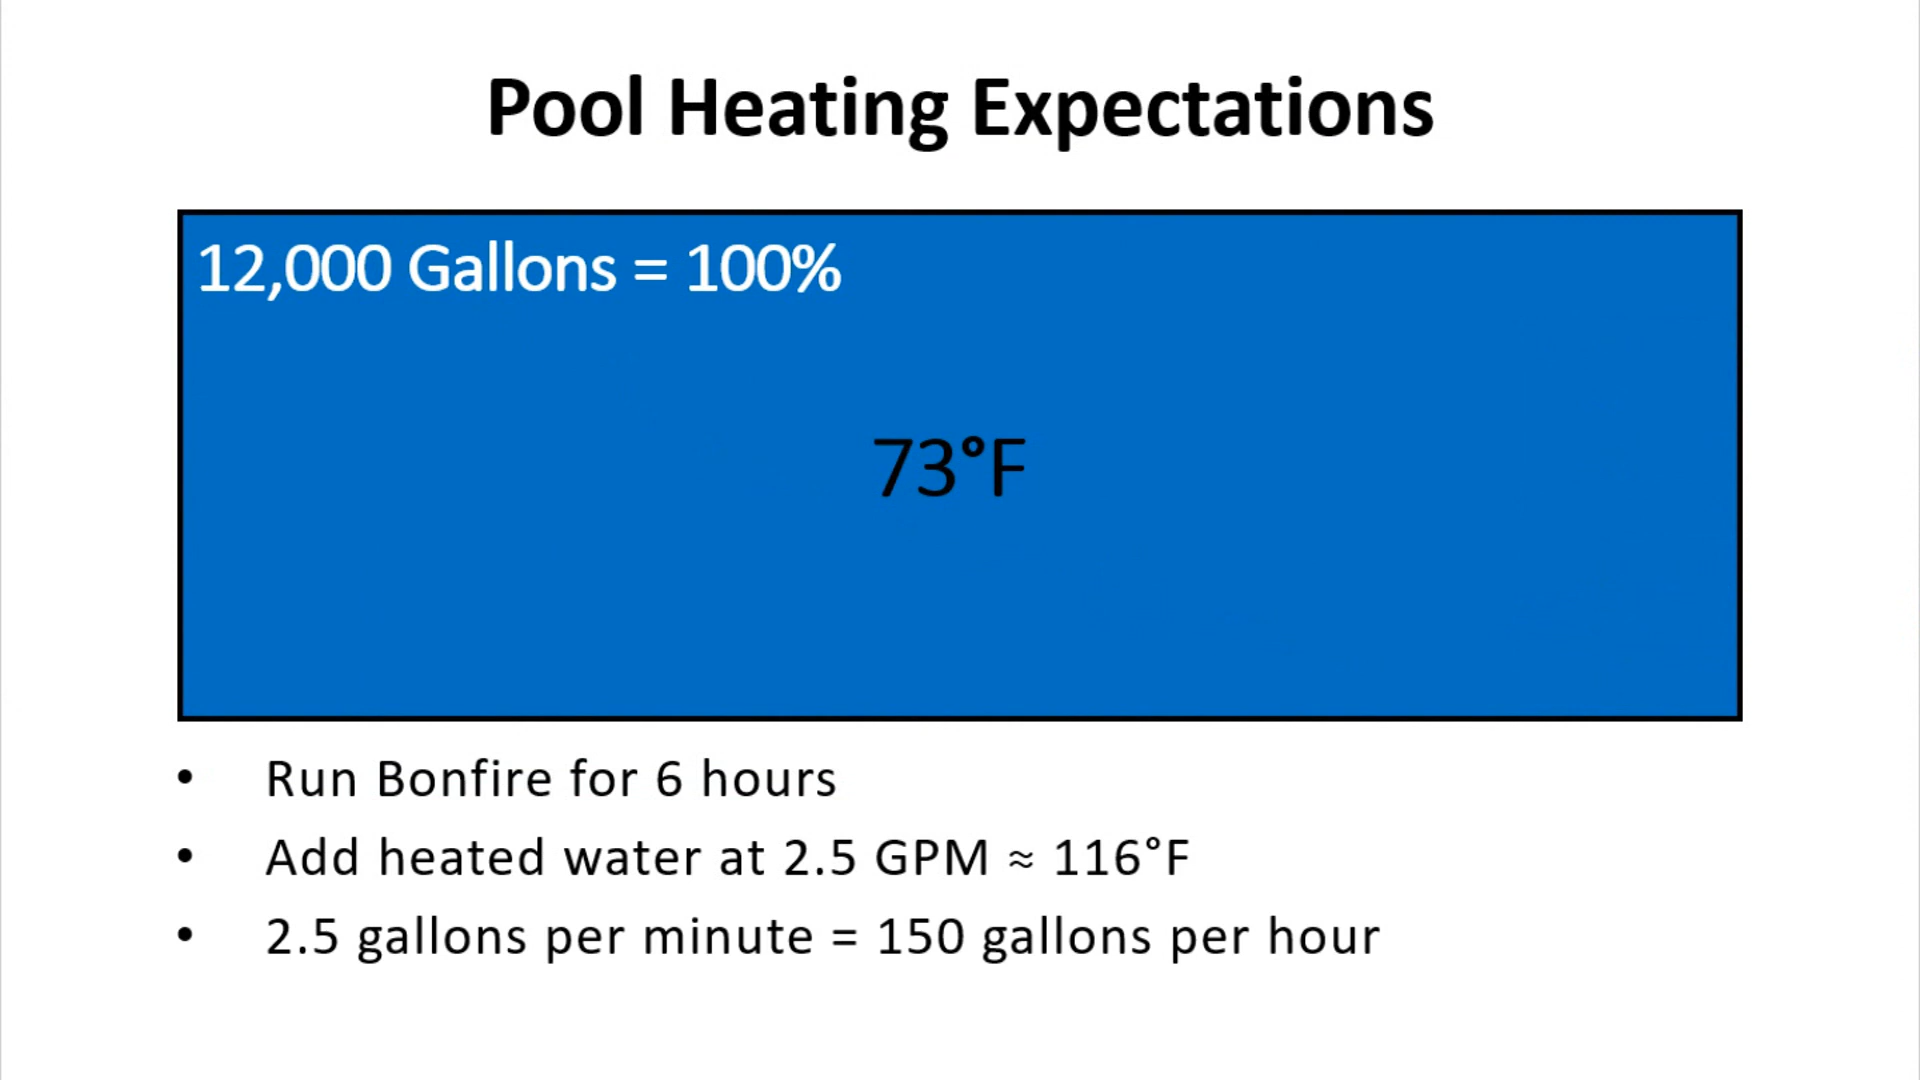 Pool Heating Expectations
12,000 Gallons = 100%
73°F
• Run Bonfire for 6 hours
• Add heated water at 2.5 GPM ≈ 116°F
• 2.5 gallons per minute = 150 gallons per hour